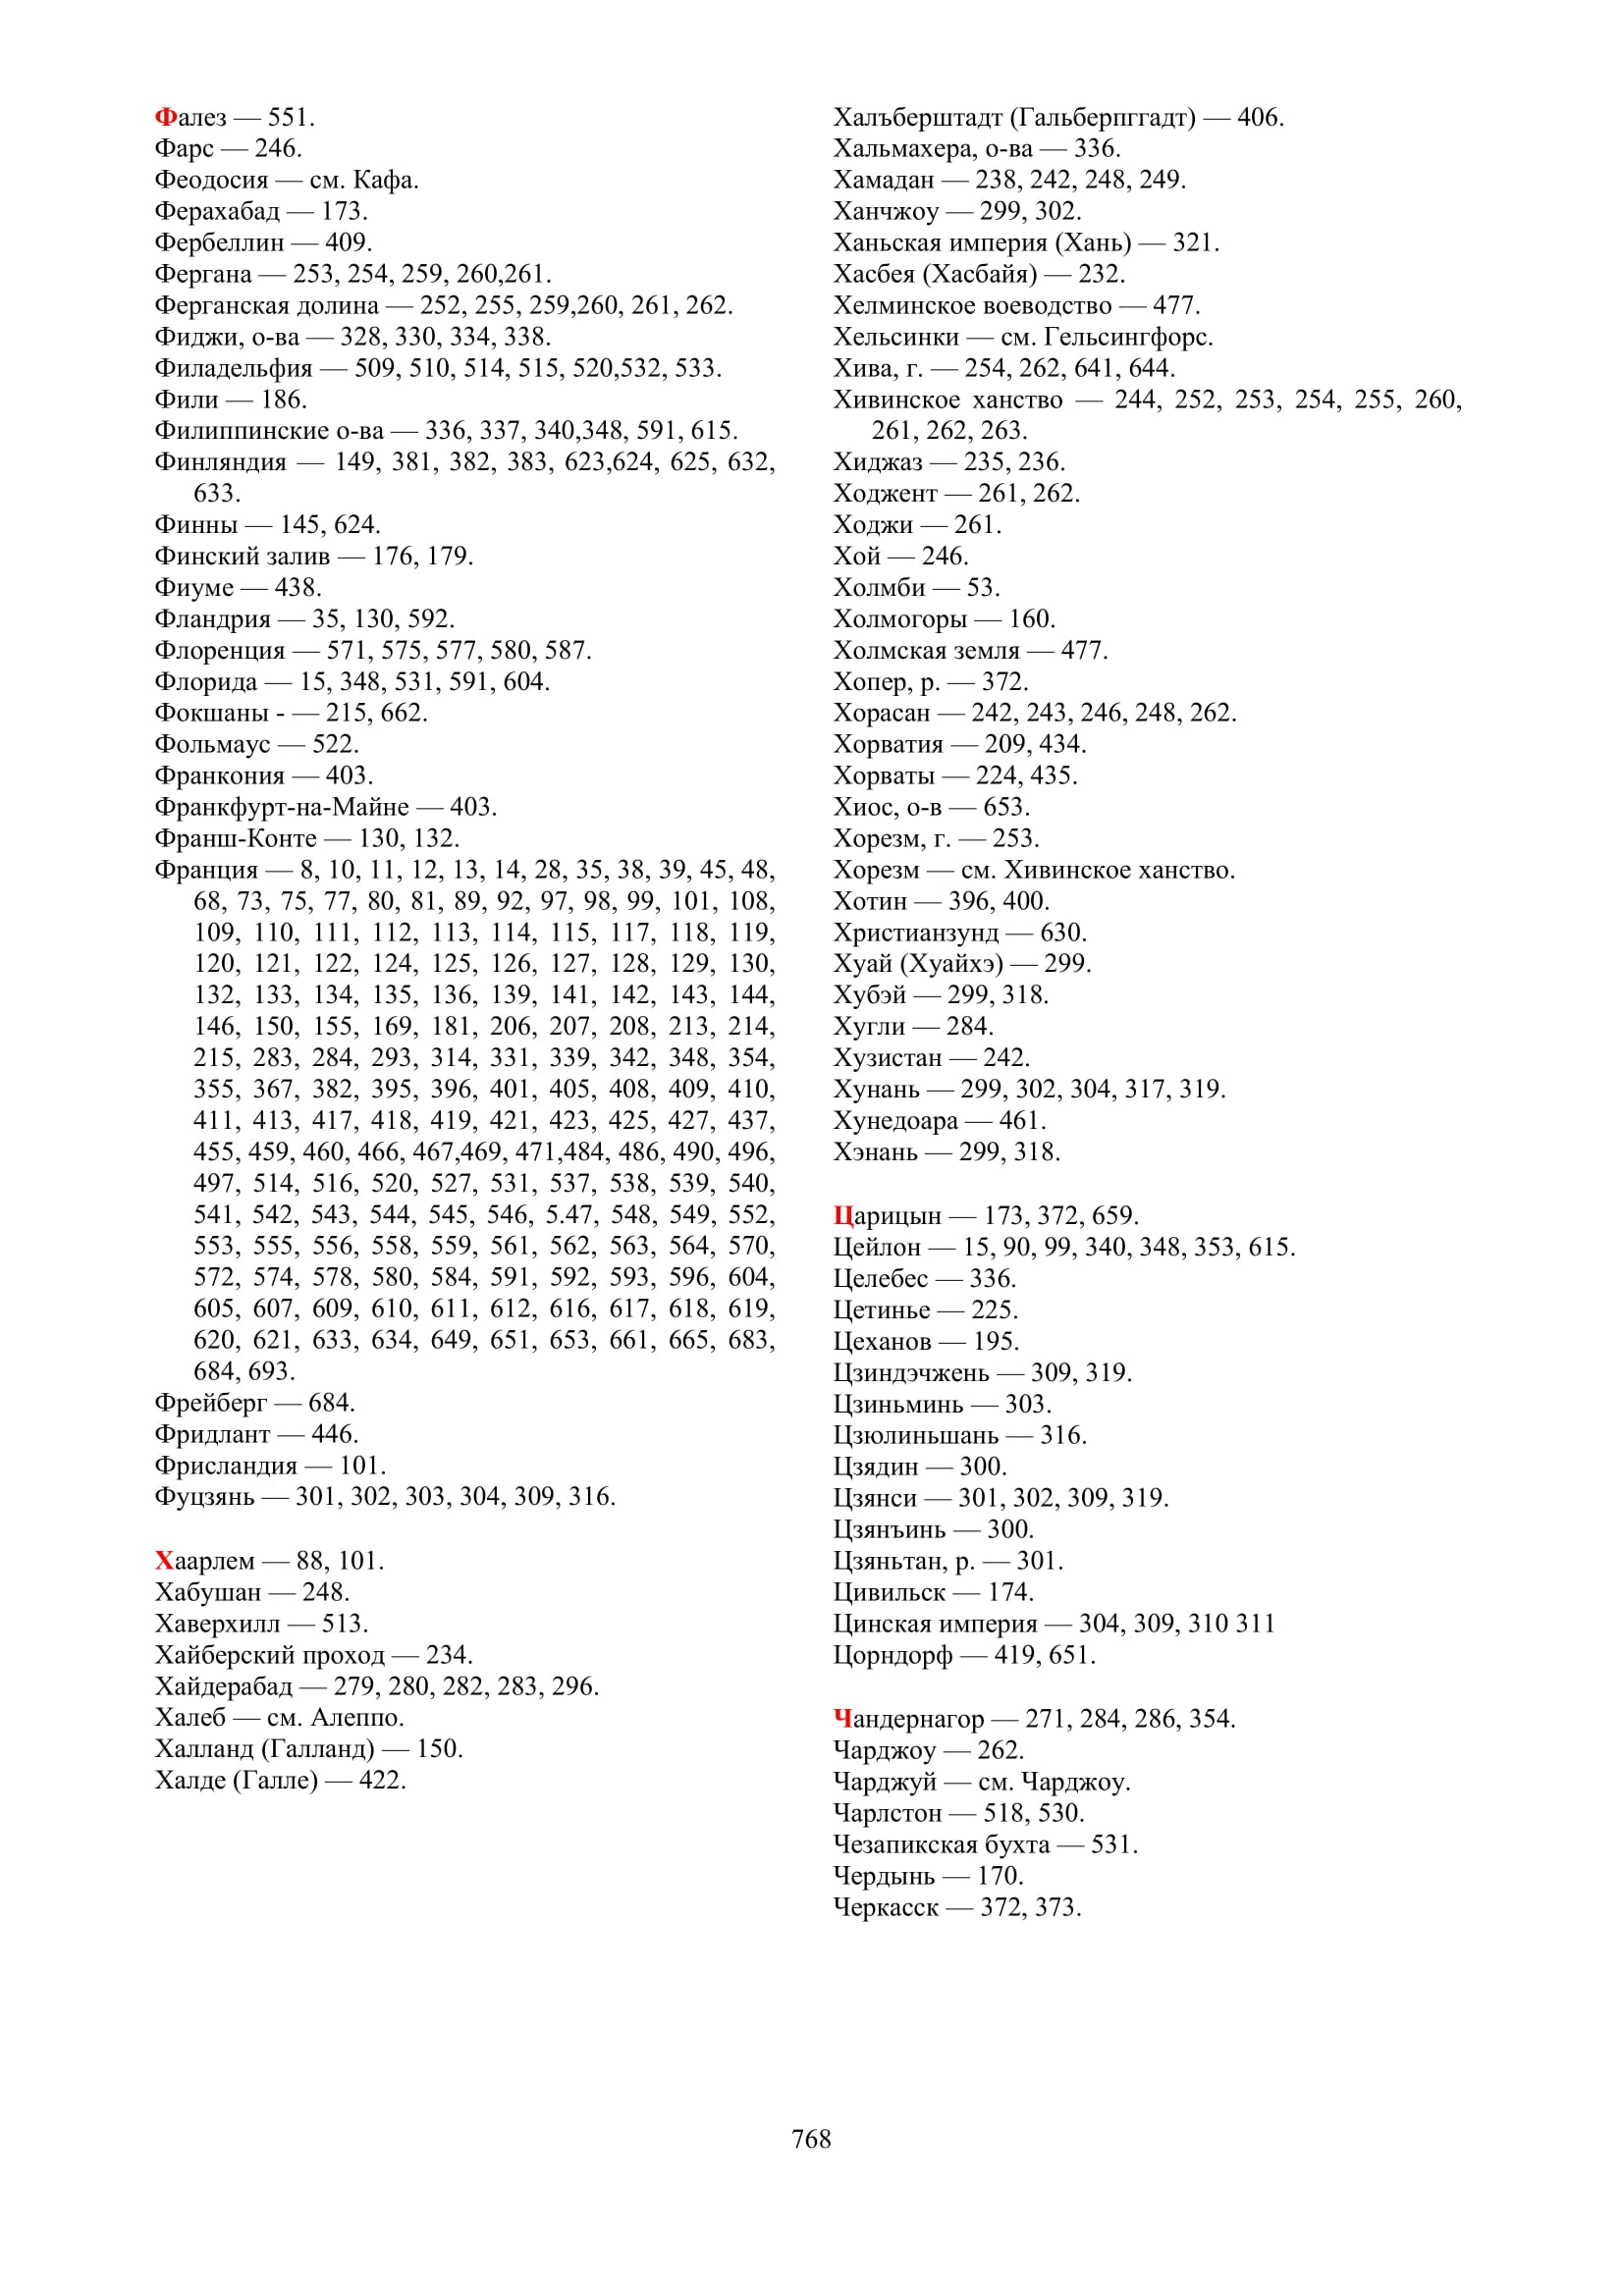 Фалез — 551.
Фарс — 246.
Феодосия — см. Кафа.
Ферахабад — 173.
Фербеллин — 409.
Фергана — 253, 254, 259, 260,261.
Ферганская долина — 252, 255, 259,260, 261, 262.
Фиджи, о-ва — 328, 330, 334, 338.
Филадельфия — 509, 510, 514, 515, 520,532, 533.
Фили — 186.
Филиппинские о-ва — 336, 337, 340,348, 591, 615.
Финляндия — 149, 381, 382, 383, 623,624, 625, 632,
633.
Финны — 145, 624.
Финский залив — 176, 179.
Фиуме — 438.
Фландрия — 35, 130, 592.
Флоренция — 571, 575, 577, 580, 587.
Флорида — 15, 348, 531, 591, 604.
Фокшаны - — 215, 662.
Фольмаус — 522.
Франкония — 403.
Франкфурт-на-Майне — 403.
Франш-Конте — 130, 132.
Франция — 8, 10, 11, 12, 13, 14, 28, 35, 38, 39, 45, 48,
68, 73, 75, 77, 80, 81, 89, 92, 97, 98, 99, 101, 108,
109, 110, 111, 112, 113, 114, 115, 117, 118, 119,
120, 121, 122, 124, 125, 126, 127, 128, 129, 130,
132, 133, 134, 135, 136, 139, 141, 142, 143, 144,
146, 150, 155, 169, 181, 206, 207, 208, 213, 214,
215, 283, 284, 293, 314, 331, 339, 342, 348, 354,
355, 367, 382, 395, 396, 401, 405, 408, 409, 410,
411, 413, 417, 418, 419, 421, 423, 425, 427, 437,
455, 459, 460, 466, 467,469, 471,484, 486, 490, 496,
497, 514, 516, 520, 527, 531, 537, 538, 539, 540,
541, 542, 543, 544, 545, 546, 5.47, 548, 549, 552,
553, 555, 556, 558, 559, 561, 562, 563, 564, 570,
572, 574, 578, 580, 584, 591, 592, 593, 596, 604,
605, 607, 609, 610, 611, 612, 616, 617, 618, 619,
620, 621, 633, 634, 649, 651, 653, 661, 665, 683,
684, 693.
Фрейберг — 684.
Фридлант — 446.
Фрисландия — 101.
Фуцзянь — 301, 302, 303, 304, 309, 316.
Хаарлем — 88, 101.
Хабушан — 248.
Хаверхилл — 513.
Хайберский проход — 234.
Хайдерабад — 279, 280, 282, 283, 296.
Халеб — см. Алеппо.
Халланд (Галланд) — 150.
Халде (Галле) — 422.
Халъберштадт (Гальберпггадт) — 406.
Хальмахера, о-ва — 336.
Хамадан — 238, 242, 248, 249.
Ханчжоу — 299, 302.
Ханьская империя (Хань) — 321.
Хасбея (Хасбайя) — 232.
Хелминское воеводство — 477.
Хельсинки — см. Гельсингфорс.
Хива, г. — 254, 262, 641, 644.
Хивинское ханство — 244, 252, 253, 254, 255, 260,
261, 262, 263.
Хиджаз — 235, 236.
Ходжент — 261, 262.
Ходжи — 261.
Хой — 246.
Холмби — 53.
Холмогоры — 160.
Холмская земля — 477.
Хопер, р. — 372.
Хорасан — 242, 243, 246, 248, 262.
Хорватия — 209, 434.
Хорваты — 224, 435.
Хиос, о-в — 653.
Хорезм, г. — 253.
Хорезм — см. Хивинское ханство.
Хотин — 396, 400.
Христианзунд — 630.
Хуай (Хуайхэ) — 299.
Хубэй — 299, 318.
Хугли — 284.
Хузистан — 242.
Хунань — 299, 302, 304, 317, 319.
Хунедоара — 461.
Хэнань — 299, 318.
Царицын — 173, 372, 659.
Цейлон — 15, 90, 99, 340, 348, 353, 615.
Целебес — 336.
Цетинье — 225.
Цеханов — 195.
Цзиндэчжень — 309, 319.
Цзиньминь — 303.
Цзюлиньшань — 316.
Цзядин — 300.
Цзянси — 301, 302, 309, 319.
Цзянъинь — 300.
Цзяньтан, р. — 301.
Цивильск — 174.
Цинская империя — 304, 309, 310 311
Цорндорф — 419, 651.
Чандернагор — 271, 284, 286, 354.
Чарджоу — 262.
Чарджуй — см. Чарджоу.
Чарлстон — 518, 530.
Чезапикская бухта — 531.
Чердынь — 170.
Черкасск — 372, 373.
768